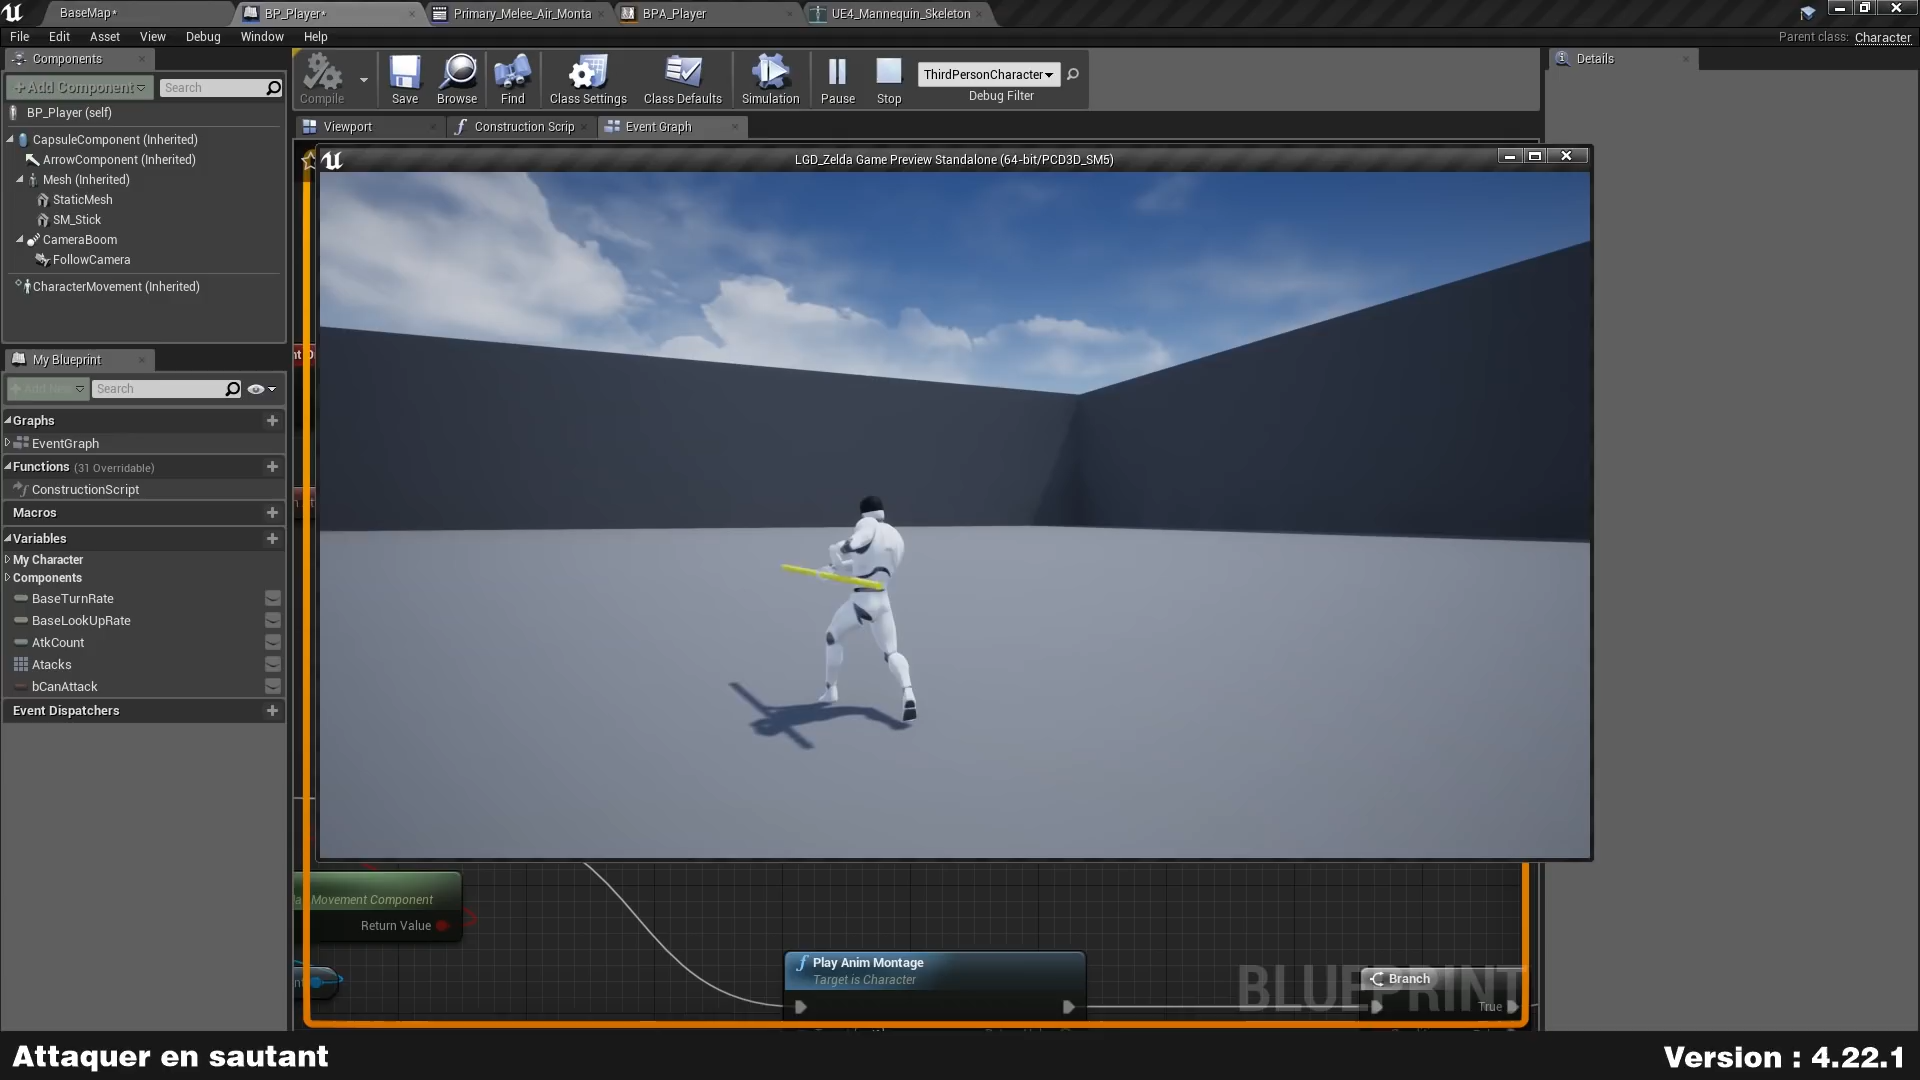 BaseMap*
BP_Player*
Primary_Melee_Air_Monta
BPA_Player
UE4_Mannequin_Skeleton
File
Edit
Asset
View
Debug
Window
Help
Parent class: Character
Components
+Add Component
Search
BP_Player (self)
CapsuleComponent (Inherited)
ArrowComponent (Inherited)
Mesh (Inherited)
StaticMesh
SM_Stick
CameraBoom
FollowCamera
CharacterMovement (Inherited)
Compile
Save
Browse
Find
Class Settings
Class Defaults
Simulation
Pause
Stop
ThirdPersonCharacter
Debug Filter
Details
Viewport
Construction Scrip
Event Graph
LGD_Zelda Game Preview Standalone (64-bit/PCD3D_SM5)
My Blueprint
+ Add New
Search
Graphs
EventGraph
Functions (31 Overridable)
ConstructionScript
Macros
Variables
My Character
Components
BaseTurnRate
BaseLookUpRate
AtkCount
Atacks
bCanAttack
Event Dispatchers
Movement Component
Return Value
Play Anim Montage
Target is Character
Branch
True
BLUEPRINT
Attaquer en sautant
Version : 4.22.1